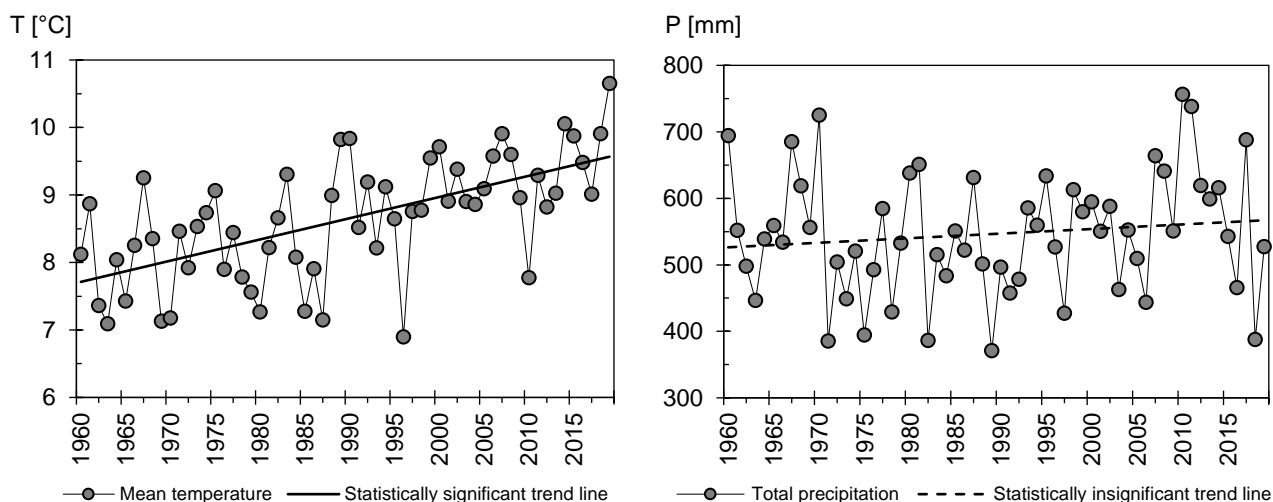 T [°C]
11
10
9
8
7
6
1960 1965 1970 1975 1980 1985 1990 1995 2000 2005 2010 2015
Mean temperature Statistically significant trend line
P [mm]
800
700
600
500
400
300
1960 1965 1970 1975 1980 1985 1990 1995 2000 2005 2010 2015
Total precipitation Statistically insignificant trend line